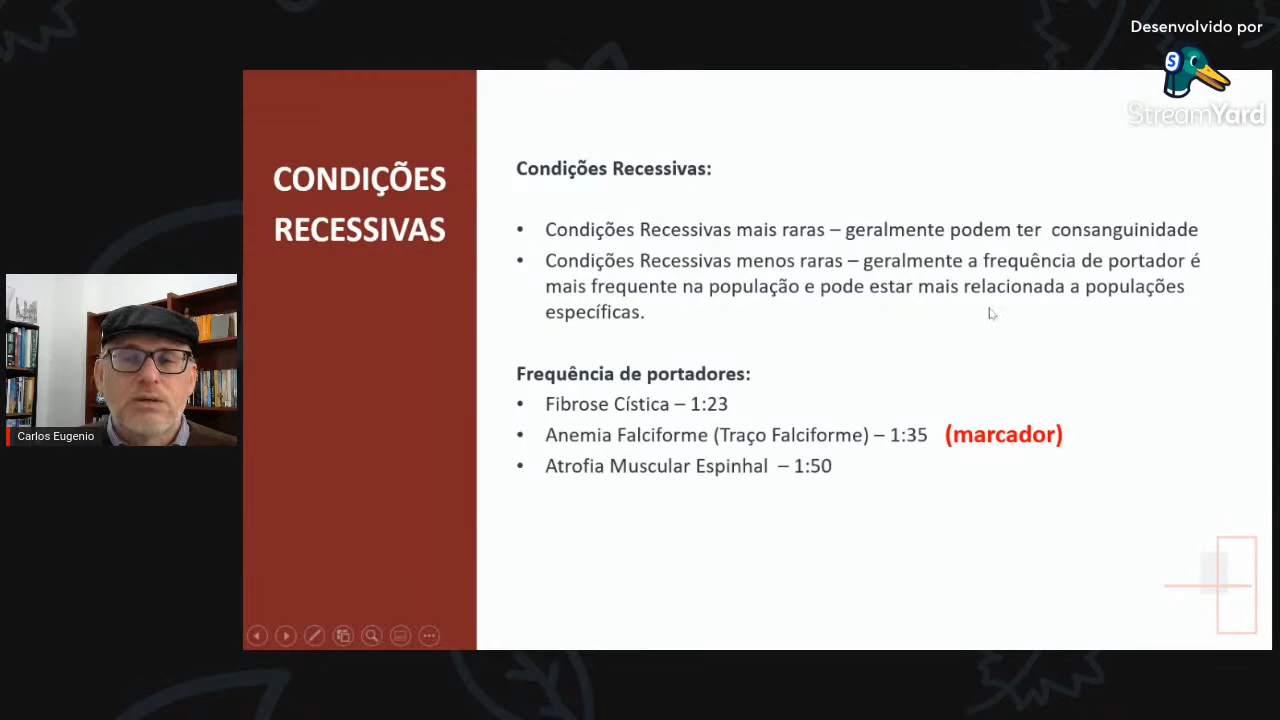 Desenvolvido por
S
StreamYard
CONDIÇÕES
RECESSIVAS
Condições Recessivas:
• Condições Recessivas mais raras – geralmente podem ter consanguinidade
• Condições Recessivas menos raras – geralmente a frequência de portador é
mais frequente na população e pode estar mais relacionada a populações
específicas.
Frequência de portadores:
• Fibrose Cística – 1:23
• Anemia Falciforme (Traço Falciforme) – 1:35 (marcador)
• Atrofia Muscular Espinhal – 1:50
Carlos Eugenio